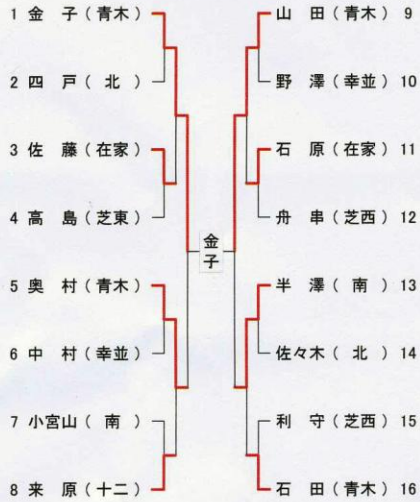 1 金 子 (青木)
2 四 戸 ( 北 )
3 佐 藤 (在家)
4 高 島 (芝東)
5 奥 村 (青木)
6 中 村 (幸並)
7 小宮山 ( 南 )
8 来 原 (十二)
金子
山 田 (青木) 9
野 澤 (幸並) 10
石 原 (在家) 11
舟 串 (芝西) 12
半 澤 ( 南 ) 13
佐々木 ( 北 ) 14
利 守 (芝西) 15
石 田 (青木) 16